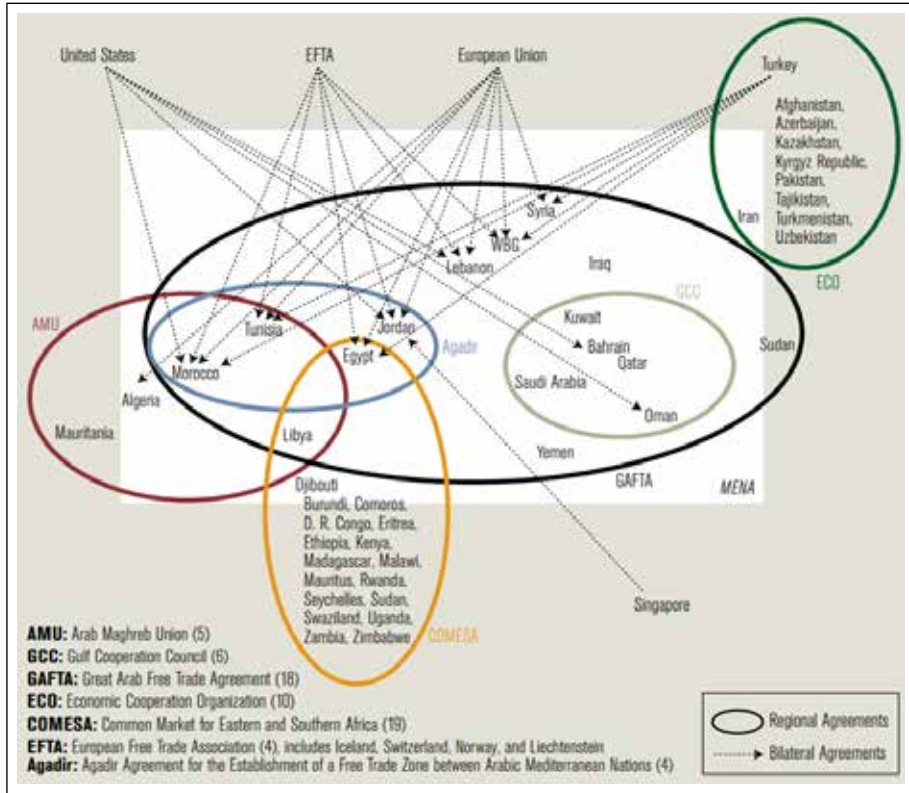 United States
EFTA
European Union
Turkey
Afghanistan,
Azerbaijan,
Kazakhstan,
Kyrgyz Republic,
Pakistan,
Tajikistan,
Turkmenistan,
Uzbekistan
Iran
ECO
Syria
WBG
Lebanon
Iraq
GCC
AMU
Tunisia
Jordan
Agadir
Kuwait
Bahrain
Qatar
Sudan
Egypt
Morocco
Algeria
Saudi Arabia
Oman
Mauritania
Libya
Yemen
GAFTA
MENA
Djibouti
Burundi, Comoros,
D. R. Congo, Eritrea,
Ethiopia, Kenya,
Madagascar, Malawi,
Mauritus, Rwanda,
Seychelles, Sudan,
Swaziland, Uganda,
Zambia, Zimbabwe
COMESA
Singapore
AMU: Arab Maghreb Union (5)
GCC: Gulf Cooperation Council (6)
GAFTA: Great Arab Free Trade Agreement (18)
ECO: Economic Cooperation Organization (10)
COMESA: Common Market for Eastern and Southern Africa (19)
EFTA: European Free Trade Association (4), includes Iceland, Switzerland, Norway, and Liechtenstein
Agadir: Agadir Agreement for the Establishment of a Free Trade Zone between Arabic Mediterranean Nations (4)
Regional Agreements
Bilateral Agreements